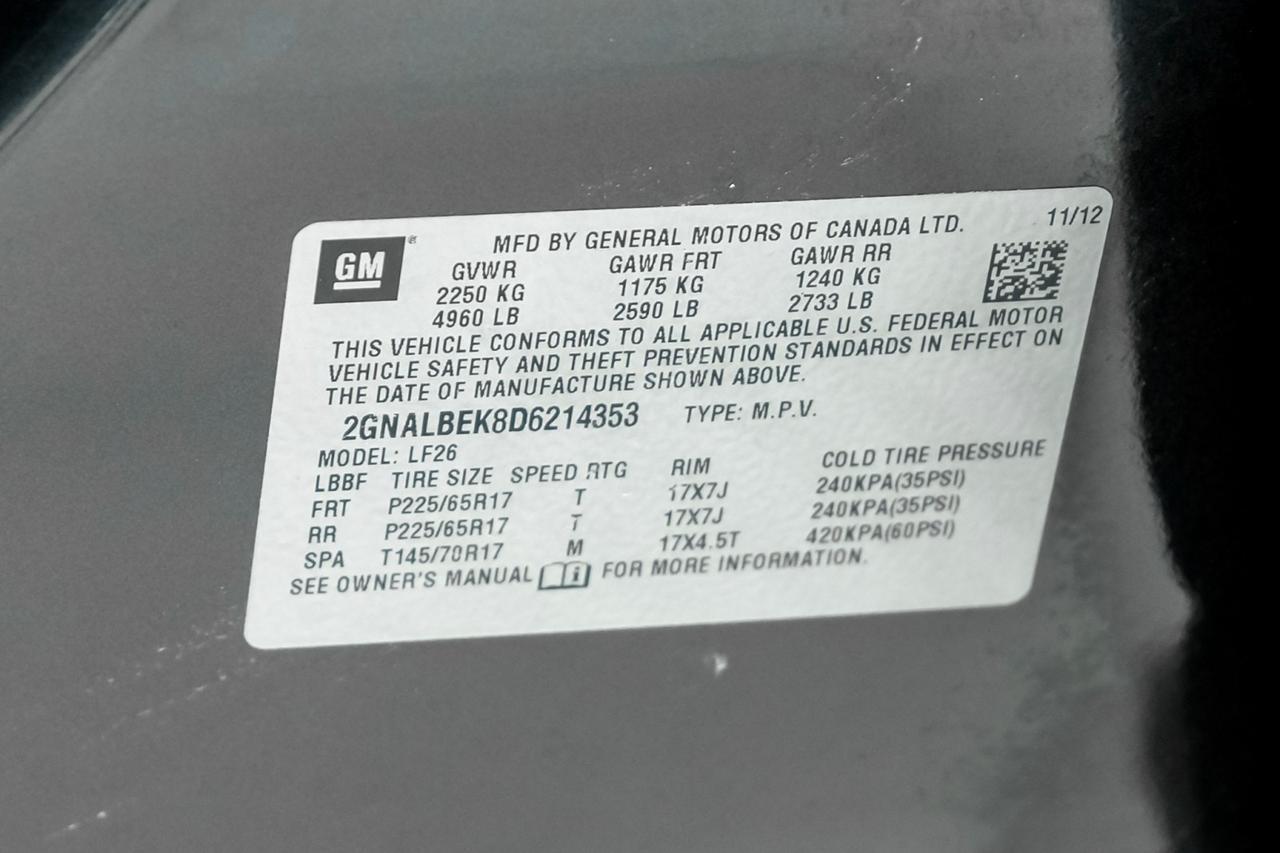 11/12
GM®
MFD BY GENERAL MOTORS OF CANADA LTD.
GVWR GAWR FRT GAWR RR
2250 KG 1175 KG 1240 KG
4960 LB 2590 LB 2733 LB
THIS VEHICLE CONFORMS TO ALL APPLICABLE U.S. FEDERAL MOTOR
VEHICLE SAFETY AND THEFT PREVENTION STANDARDS IN EFFECT ON
THE DATE OF MANUFACTURE SHOWN ABOVE.
2GNALBEK8D6214353 TYPE: M.P.V.
MODEL: LF26
LBBF TIRE SIZE SPEED RTG RIM COLD TIRE PRESSURE
FRT P225/65R17 T 17X7J 240KPA(35PSI)
RR P225/65R17 T 17X7J 240KPA(35PSI)
SPA T145/70R17 M 17X4.5T 420KPA(60PSI)
SEE OWNER'S MANUAL i FOR MORE INFORMATION.